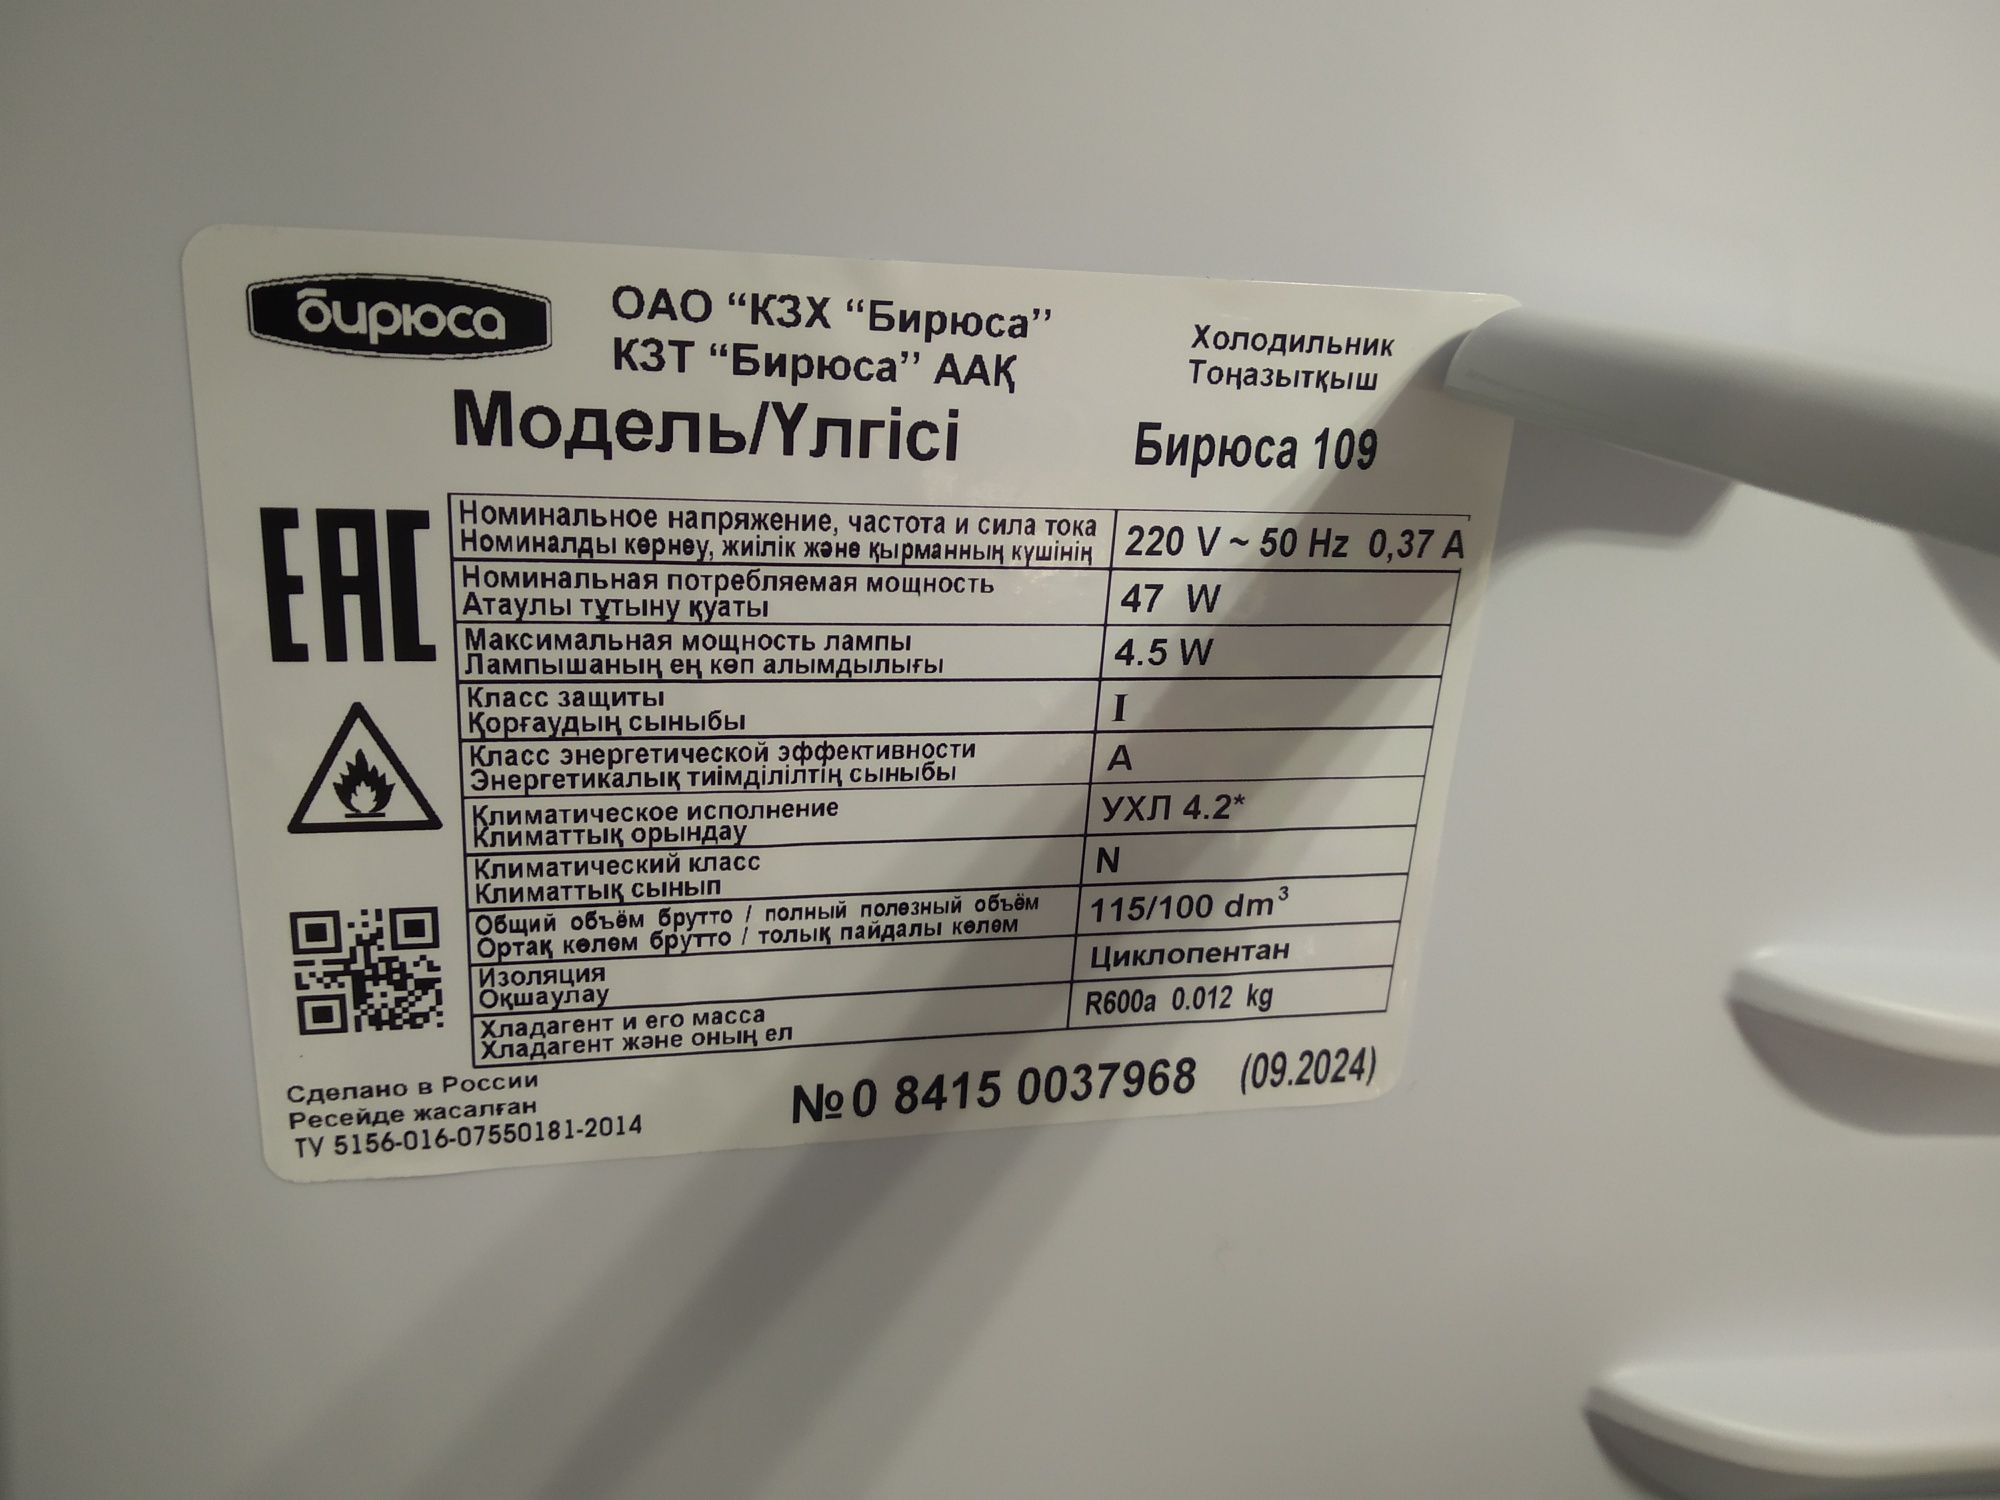 бирюса
ОАО “КЗХ “Бирюса”
КЗТ “Бирюса” ААҚ
Холодильник
Тоңазытқыш
Модель/Үлгісі
Бирюса 109
ЕАС
Номинальное напряжение, частота и сила тока
Номиналды көрнеу, жиілік және қырманның күшінің
220 V ~ 50 Hz 0,37 A
Номинальная потребляемая мощность
Атаулы тұтыну қуаты
47 W
Максимальная мощность лампы
Лампышаның ең көп алымдылығы
4.5 W
Класс защиты
Қорғаудың сыныбы
I
Класс энергетической эффективности
Энергетикалық тиімділілтің сыныбы
A
Климатическое исполнение
Климаттық орындау
УХЛ 4.2*
Климатический класс
Климаттық сынып
N
Общий объём брутто / полный полезный объём
Ортақ көлөм брутто / толық пайдалы көлөм
115/100 dm³
Изоляция
Оқшаулау
Циклопентан
Хладагент и его масса
Хладагент және оның ел
R600a 0.012 kg
Сделано в России
Ресейде жасалған
ТУ 5156-016-07550181-2014
№0 8415 0037968 (09.2024)